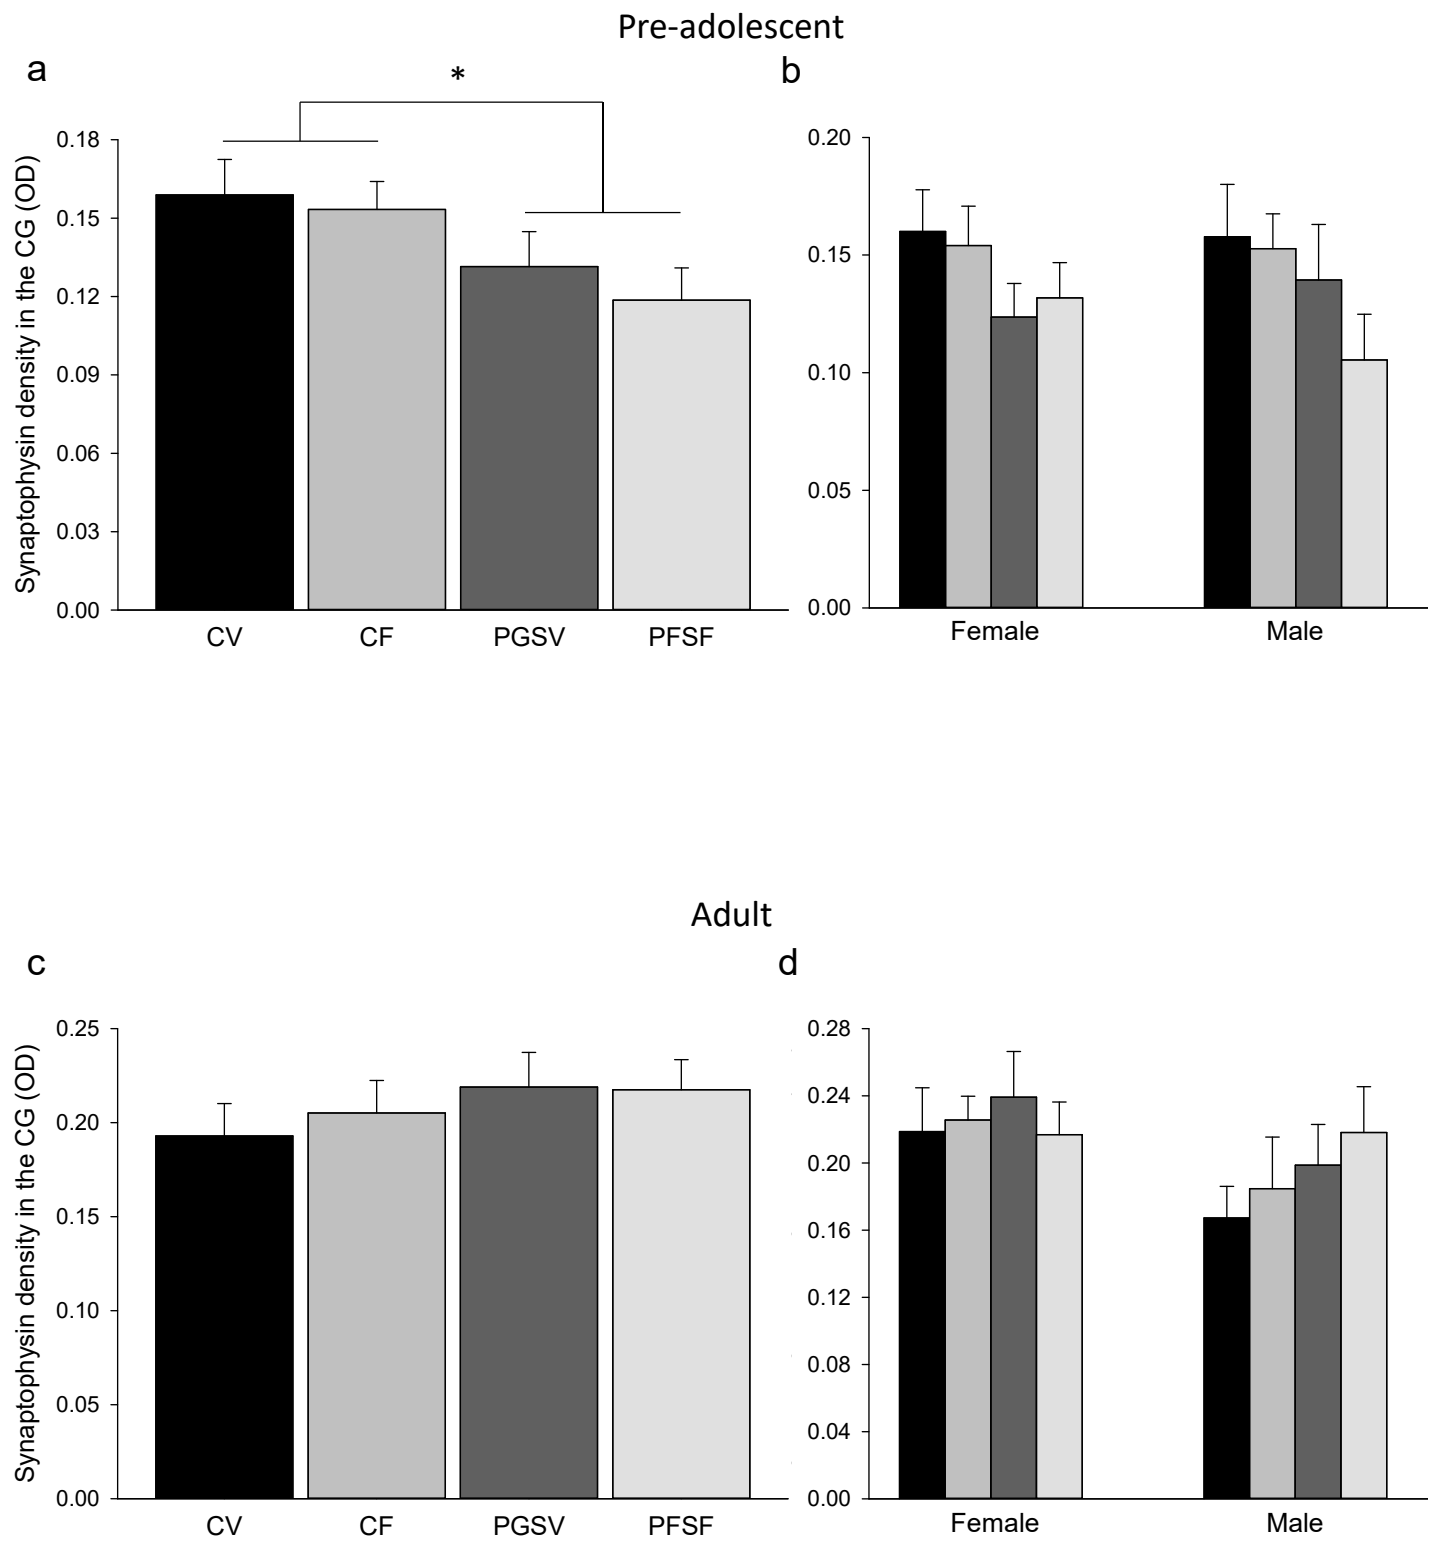 Pre-adolescent
a
b
*
Synaptophysin density in the CG (OD)
0.18
0.15
0.12
0.09
0.06
0.03
0.00
CV CF PGSV PFSF
0.20
0.15
0.10
0.05
0.00
Female Male
Adult
c
d
Synaptophysin density in the CG (OD)
0.25
0.20
0.15
0.10
0.05
0.00
CV CF PGSV PFSF
0.28
0.24
0.20
0.16
0.12
0.08
0.04
0.00
Female Male